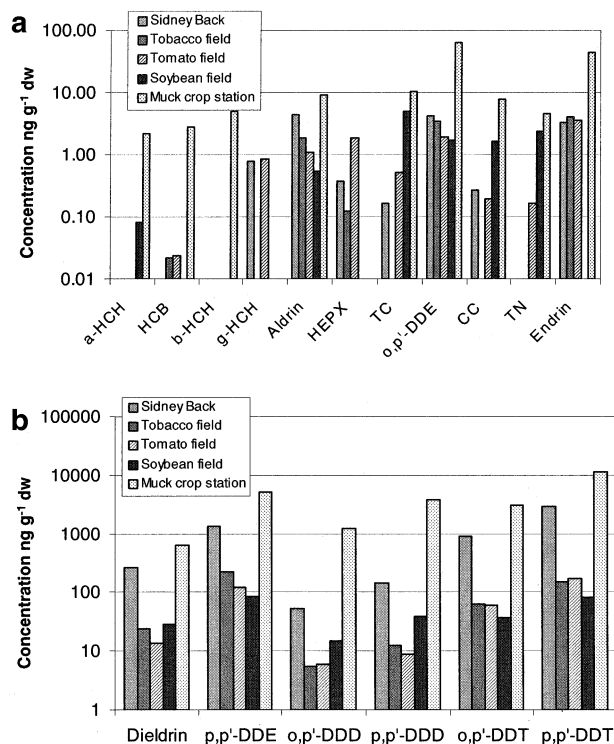 a
Concentration ng g⁻¹ dw
100.00
10.00
1.00
0.10
0.01
Sidney Back
Tobacco field
Tomato field
Soybean field
Muck crop station
a-HCH
HCB
b-HCH
g-HCH
Aldrin
HEPX
TC
o,p'-DDE
CC
TN
Endrin
b
Concentration ng g⁻¹ dw
100000
10000
1000
100
10
1
Sidney Back
Tobacco field
Tomato field
Soybean field
Muck crop station
Dieldrin
p,p'-DDE
o,p'-DDD
p,p'-DDD
o,p'-DDT
p,p'-DDT